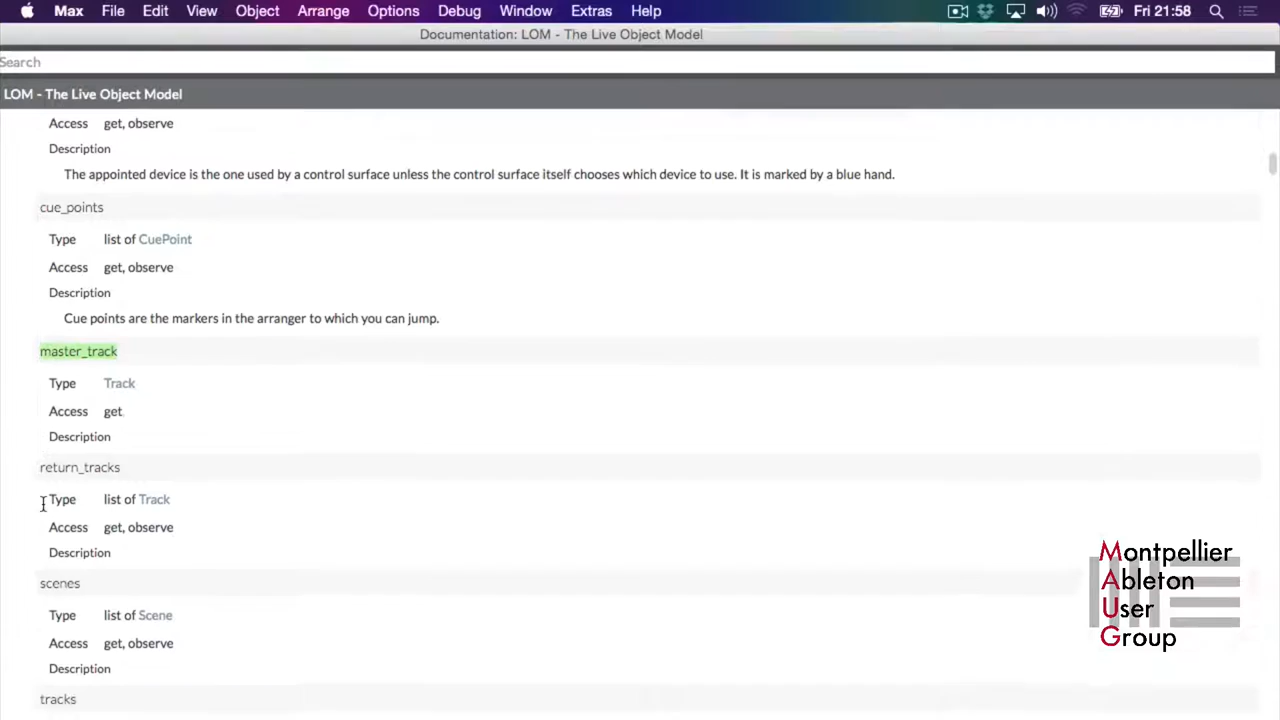 Max File Edit View Object Arrange Options Debug Window Extras Help Fri 21:58
Documentation: LOM - The Live Object Model
Search
LOM - The Live Object Model
Access get, observe
Description
The appointed device is the one used by a control surface unless the control surface itself chooses which device to use. It is marked by a blue hand.
cue_points
Type list of CuePoint
Access get, observe
Description
Cue points are the markers in the arranger to which you can jump.
master_track
Type Track
Access get
Description
return_tracks
Type list of Track
Access get, observe
Description
scenes
Type list of Scene
Access get, observe
Description
tracks
Montpellier
Ableton
User
Group